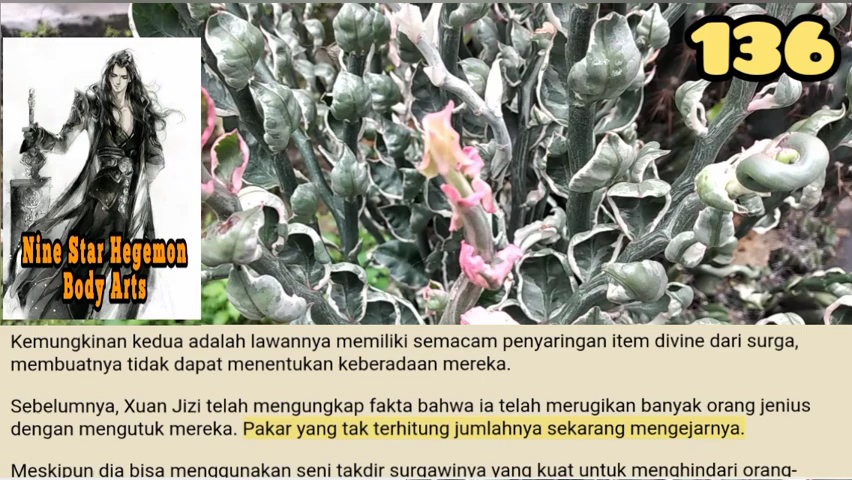 136
Nine Star Hegemon
Body Arts
Kemungkinan kedua adalah lawannya memiliki semacam penyaringan item divine dari surga,
membuatnya tidak dapat menentukan keberadaan mereka.
Sebelumnya, Xuan Jizi telah mengungkap fakta bahwa ia telah merugikan banyak orang jenius
dengan mengutuk mereka. Pakar yang tak terhitung jumlahnya sekarang mengejarnya.
Meskipun dia bisa menggunakan seni takdir surgawinya yang kuat untuk menghindari orang-